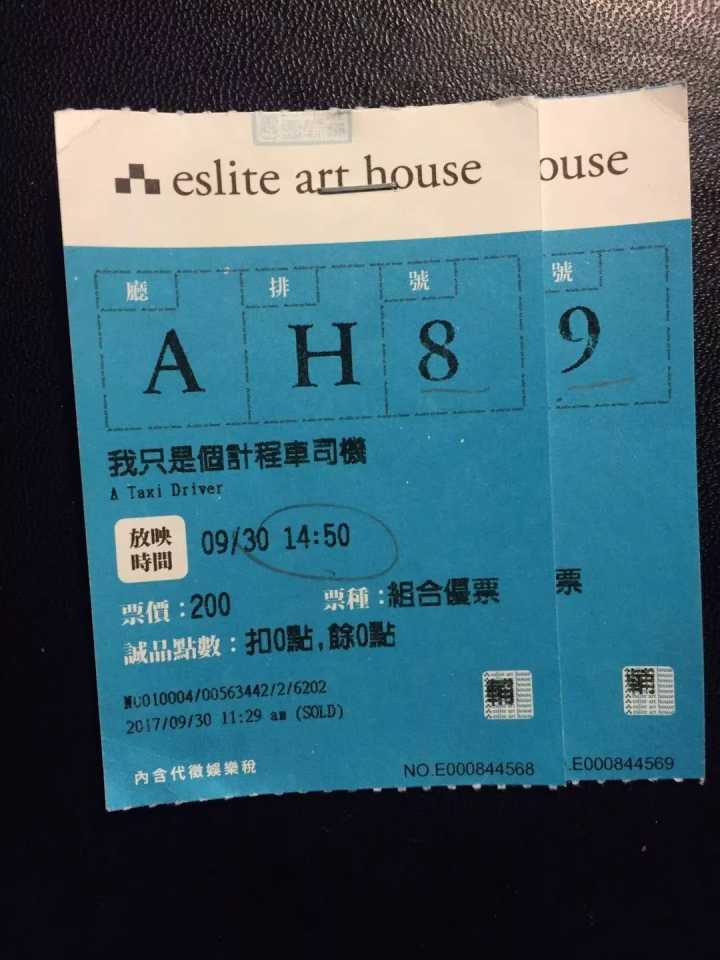 eslite art house
廳 排 號
A H 8
我只是個計程車司機
A Taxi Driver
放映時間 09/30 14:50
票價:200 票種:組合優票
誠品點數:扣0點,餘0點
輔
MU010004/00563442/2/6202
2017/09/30 11:29 am (SOLD)
內含代徵娛樂稅 NO.E000844568
ouse
號
9
票
輔
.E000844569